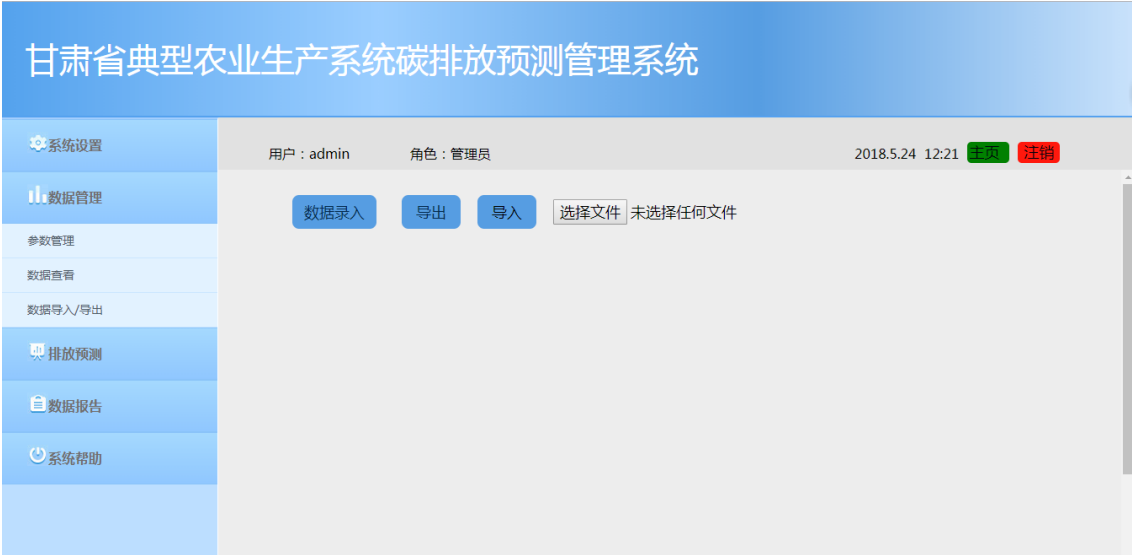 甘肃省典型农业生产系统碳排放预测管理系统
系统设置
用户：admin 角色：管理员 2018.5.24 12:21 主页 注销
数据管理
数据录入 导出 导入 选择文件 未选择任何文件
参数管理
数据查看
数据导入/导出
排放预测
数据报告
系统帮助